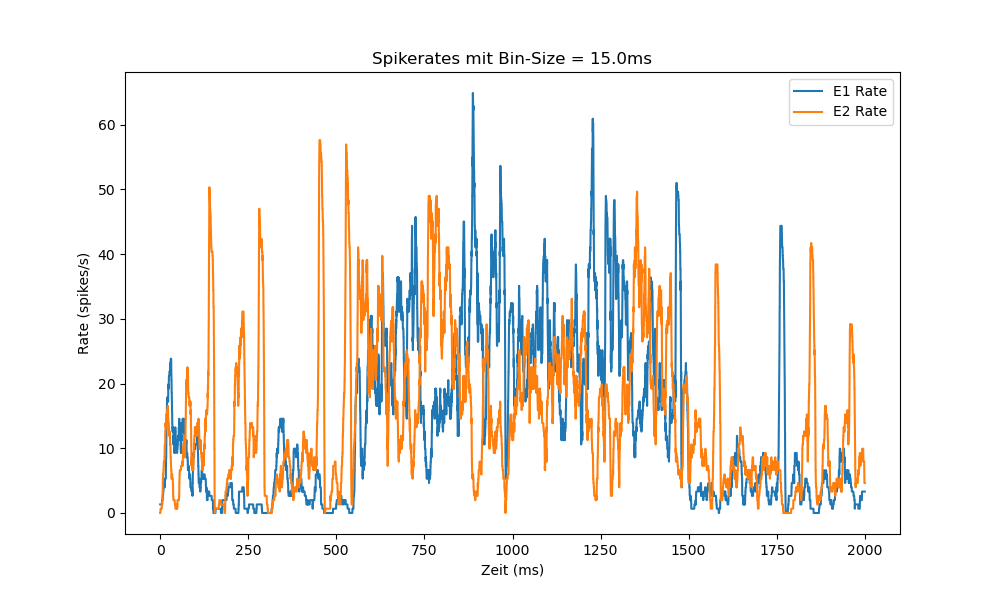 Spikerates mit Bin-Size = 15.0ms
E1 Rate
E2 Rate
Rate (spikes/s)
60
50
40
30
20
10
0
0 250 500 750 1000 1250 1500 1750 2000
Zeit (ms)